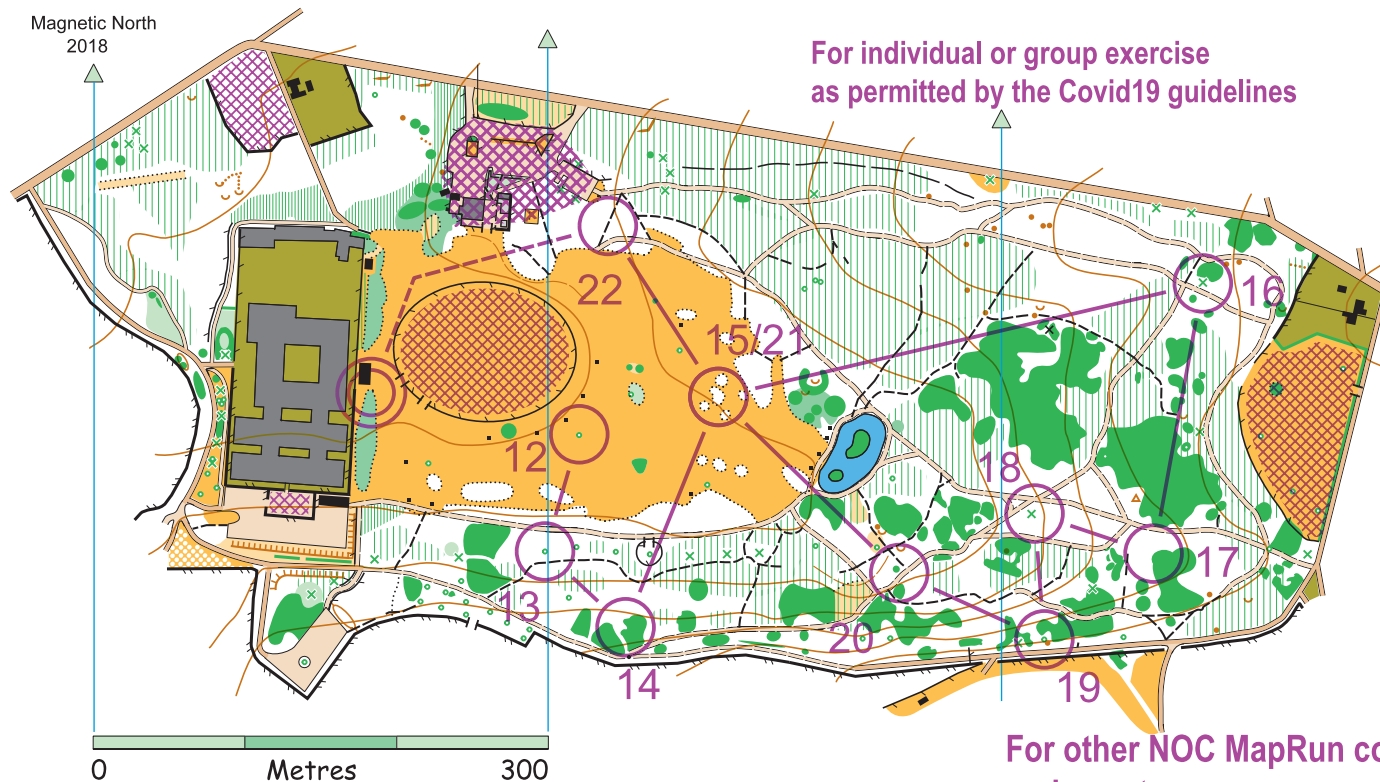 Magnetic North
2018
For individual or group exercise
as permitted by the Covid19 guidelines
22
16
15/21
12
18
17
13
20
14
19
For other NOC MapRun co
0 Metres 300